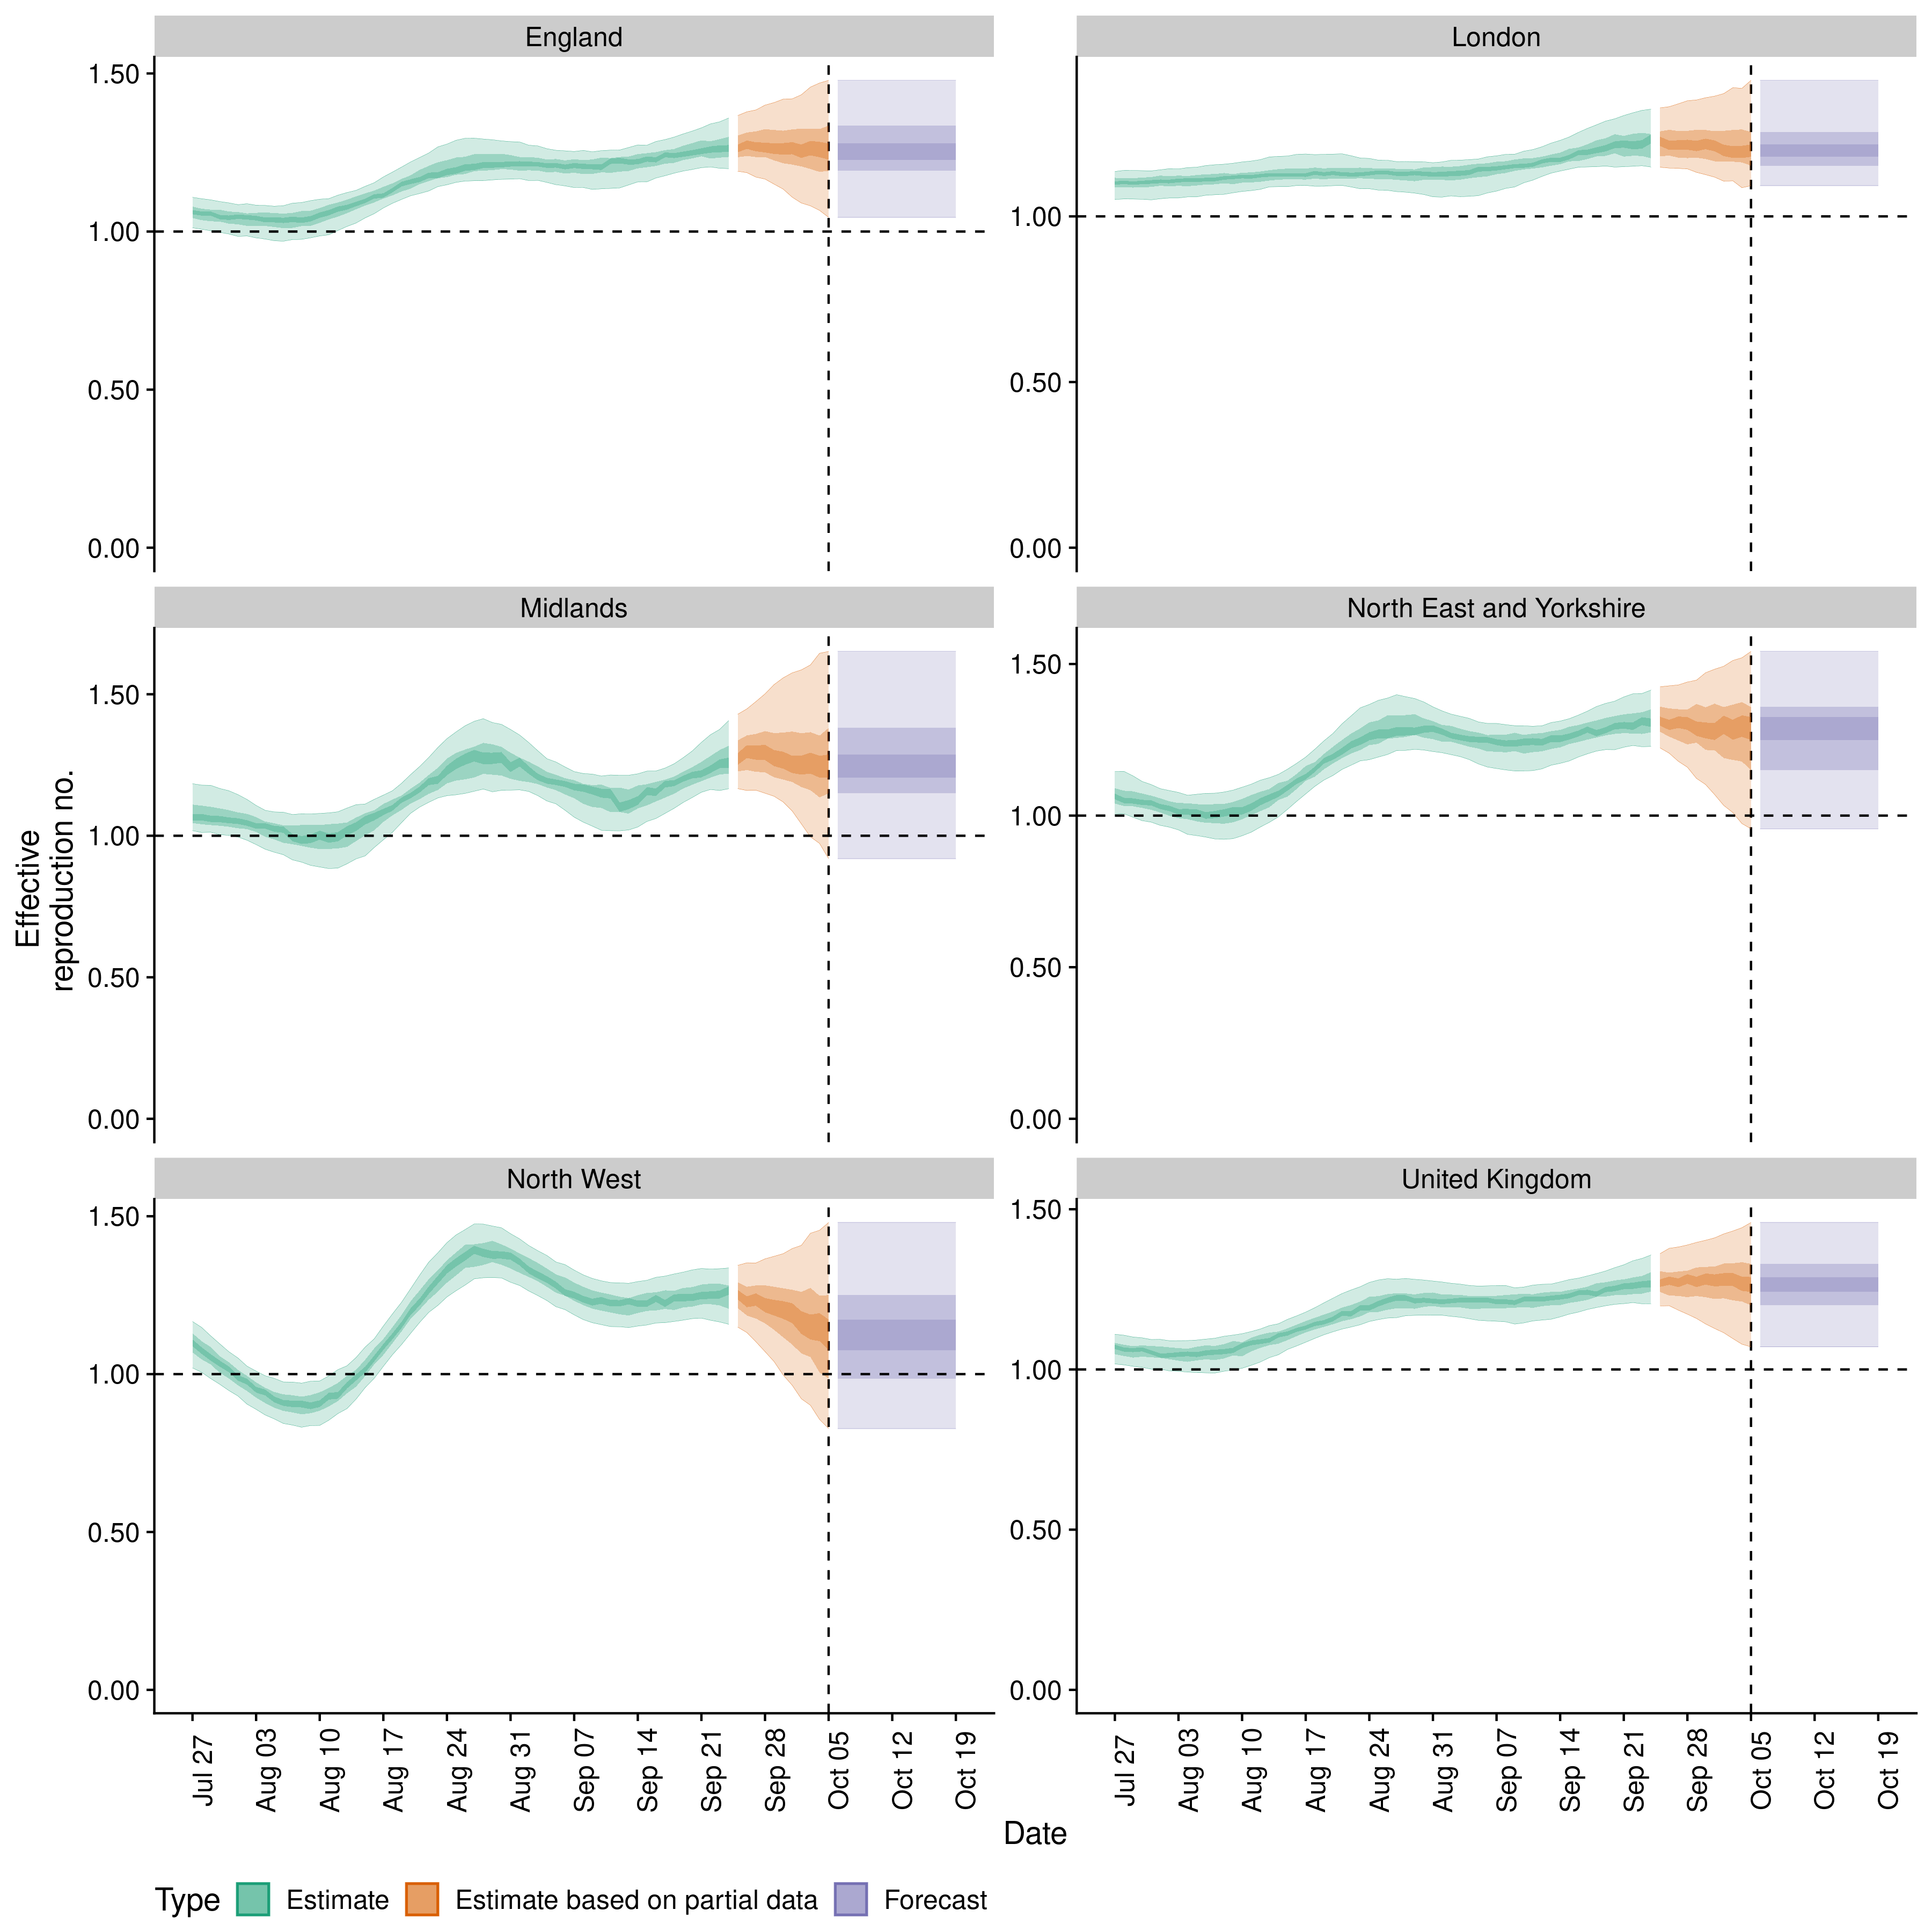 England
London
1.50
1.00
0.50
0.00
1.00
0.50
0.00
Midlands
North East and Yorkshire
1.50
1.00
0.50
0.00
1.50
1.00
0.50
0.00
North West
United Kingdom
1.50
1.00
0.50
0.00
1.50
1.00
0.50
0.00
Effective
reproduction no.
Jul 27
Aug 03
Aug 10
Aug 17
Aug 24
Aug 31
Sep 07
Sep 14
Sep 21
Sep 28
Oct 05
Oct 12
Oct 19
Jul 27
Aug 03
Aug 10
Aug 17
Aug 24
Aug 31
Sep 07
Sep 14
Sep 21
Sep 28
Oct 05
Oct 12
Oct 19
Date
Type Estimate Estimate based on partial data Forecast